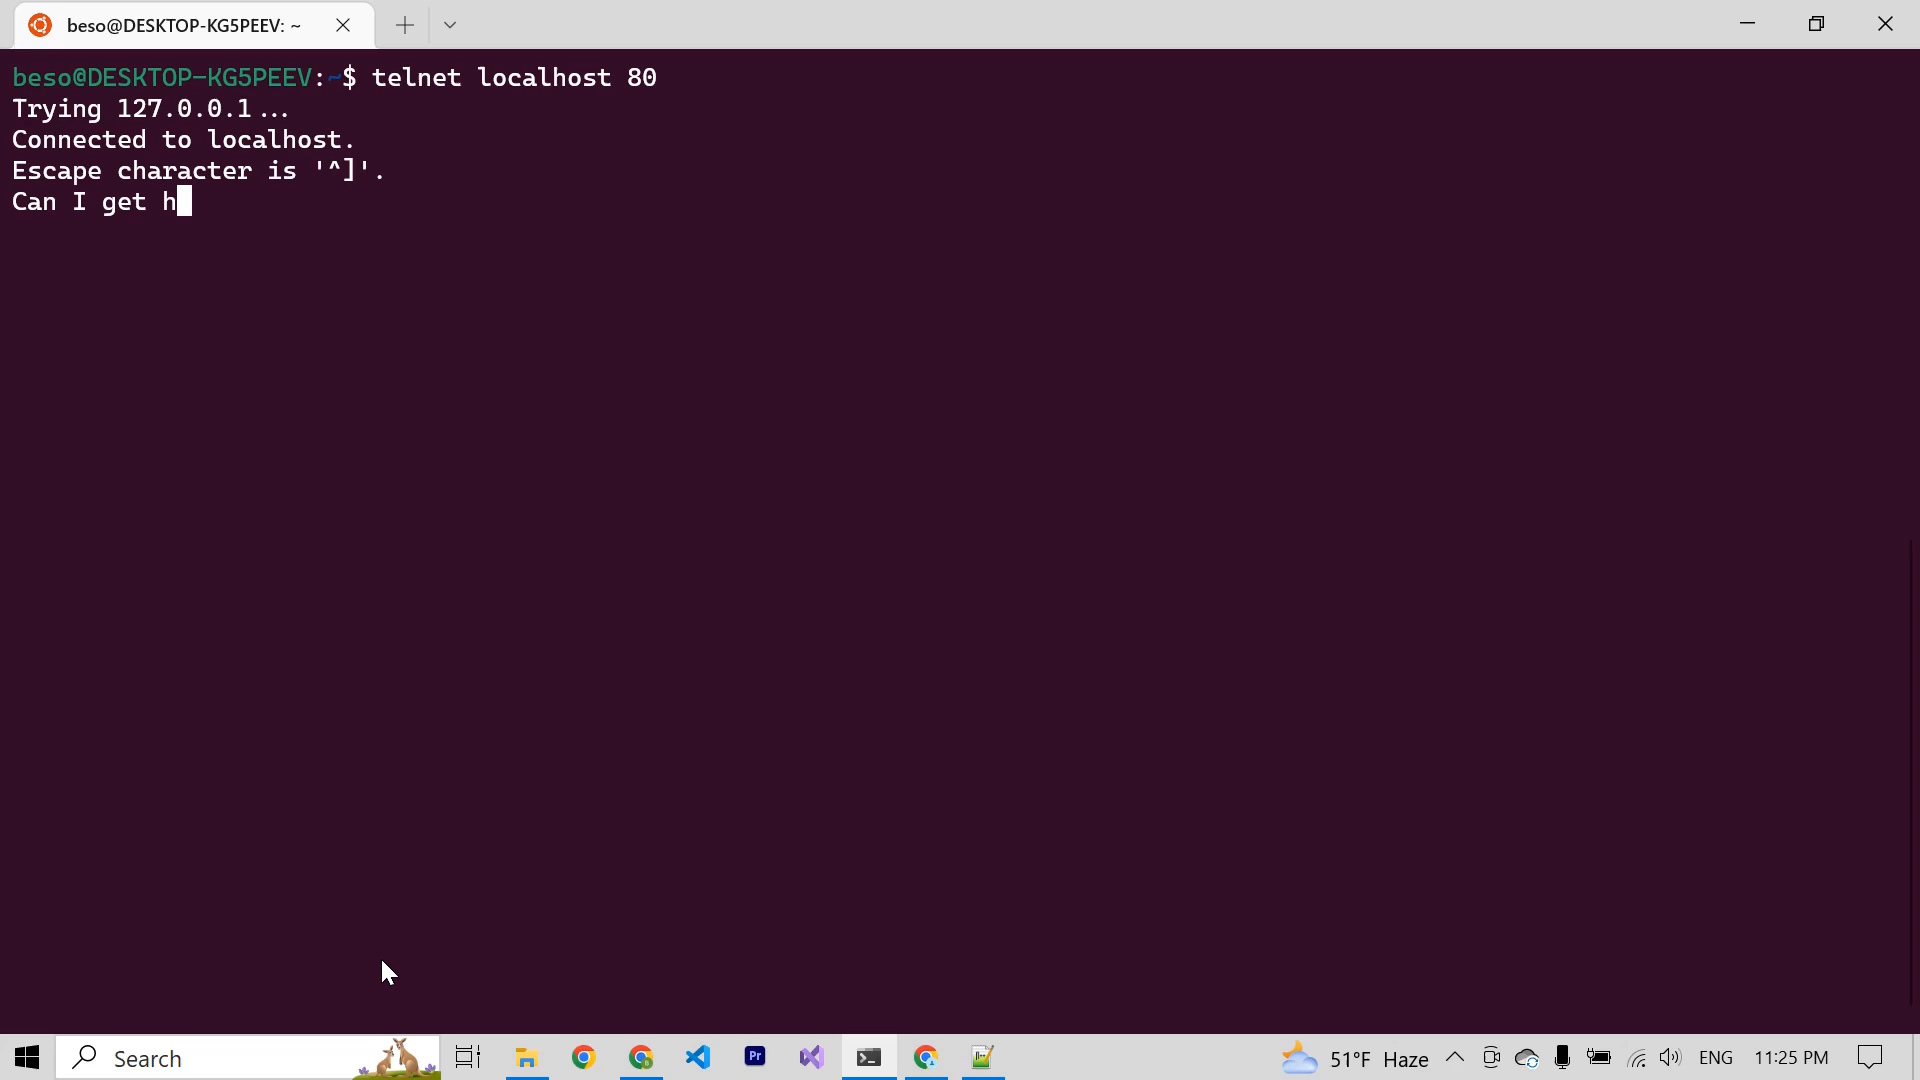 beso@DESKTOP-KG5PEEV: ~
beso@DESKTOP-KG5PEEV:~$ telnet localhost 80
Trying 127.0.0.1...
Connected to localhost.
Escape character is '^]'.
Can I get h
Search
Pr
51°F Haze
ENG
11:25 PM